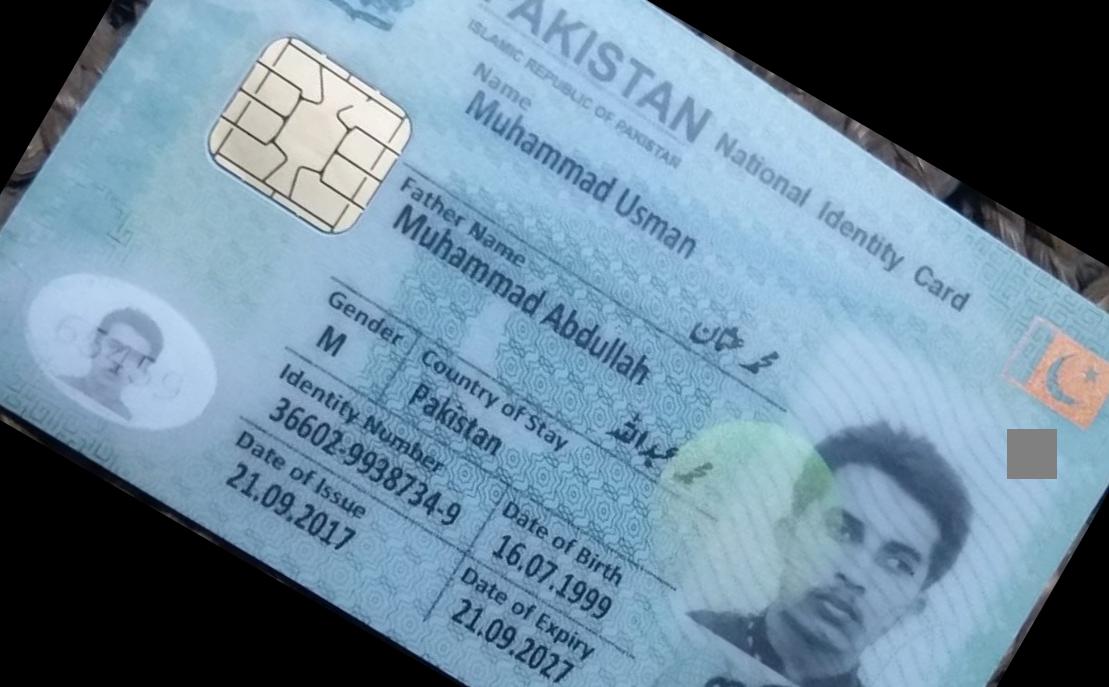 PAKISTAN National Identity Card
ISLAMIC REPUBLIC OF PAKISTAN
Name
Muhammad Usman
محمد عثمان
Father Name
Muhammad Abdullah
محمد عبداللہ
Gender Country of Stay
M Pakistan
Identity Number Date of Birth
36602-9938734-9 16.07.1999
Date of Issue Date of Expiry
21.09.2017 21.09.2027